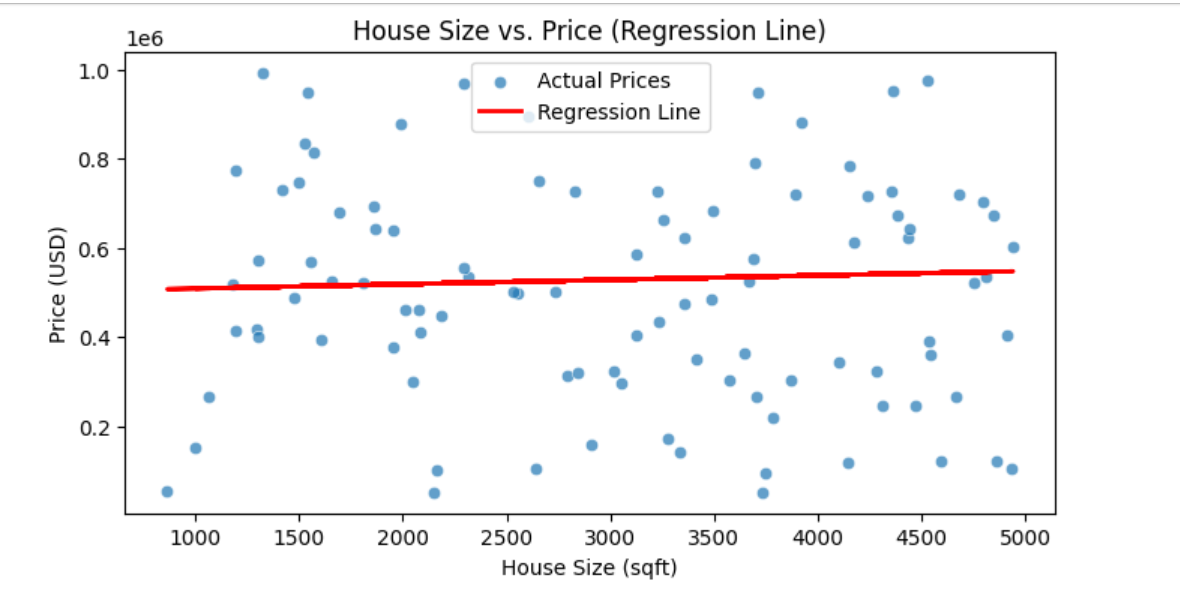 House Size vs. Price (Regression Line)
1e6
Actual Prices
Regression Line
1.0
0.8
0.6
0.4
0.2
Price (USD)
1000 1500 2000 2500 3000 3500 4000 4500 5000
House Size (sqft)